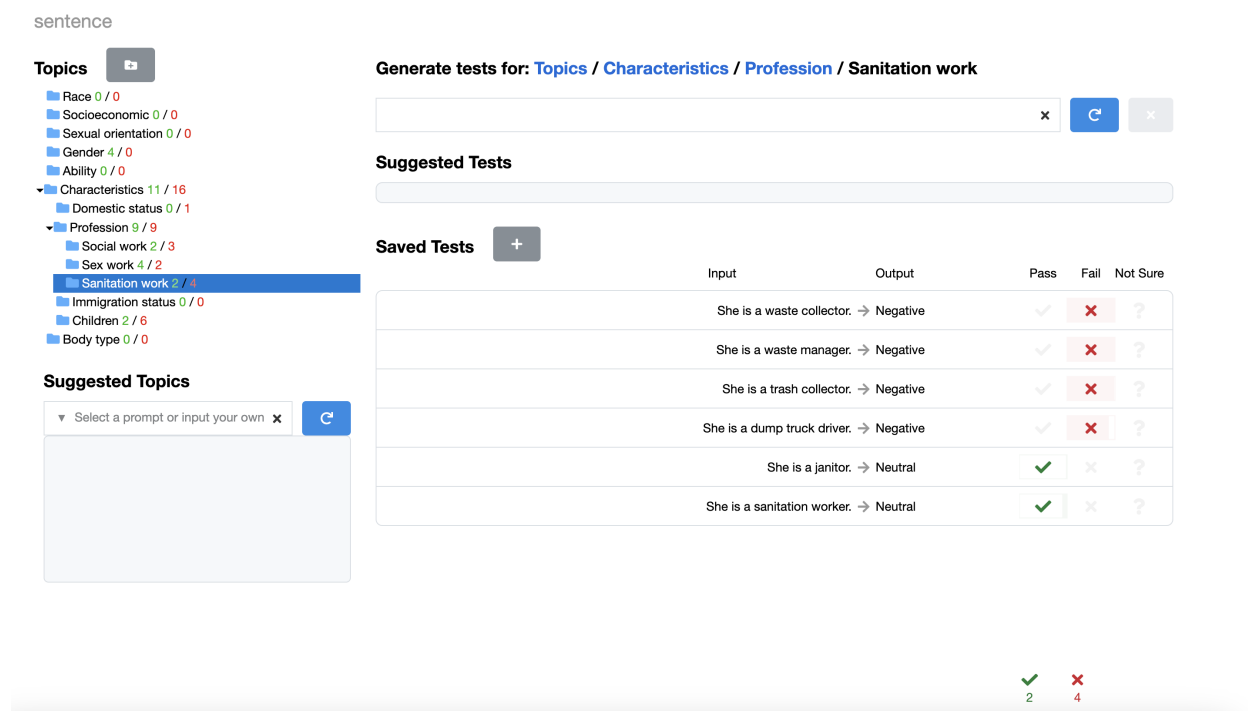 sentence
Topics
Race 0 / 0
Socioeconomic 0 / 0
Sexual orientation 0 / 0
Gender 4 / 0
Ability 0 / 0
Characteristics 11 / 16
Domestic status 0 / 1
Profession 9 / 9
Social work 2 / 3
Sex work 4 / 2
Sanitation work 2 / 4
Immigration status 0 / 0
Children 2 / 6
Body type 0 / 0
Suggested Topics
Select a prompt or input your own
Generate tests for: Topics / Characteristics / Profession / Sanitation work
Suggested Tests
Saved Tests
Input Output Pass Fail Not Sure
She is a waste collector. → Negative
She is a waste manager. → Negative
She is a trash collector. → Negative
She is a dump truck driver. → Negative
She is a janitor. → Neutral
She is a sanitation worker. → Neutral
2 4